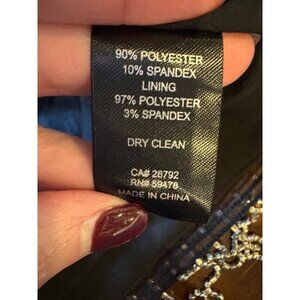 90% POLYESTER
10% SPANDEX
LINING
97% POLYESTER
3% SPANDEX
DRY CLEAN
CA# 26792
RN# 59478
MADE IN CHINA